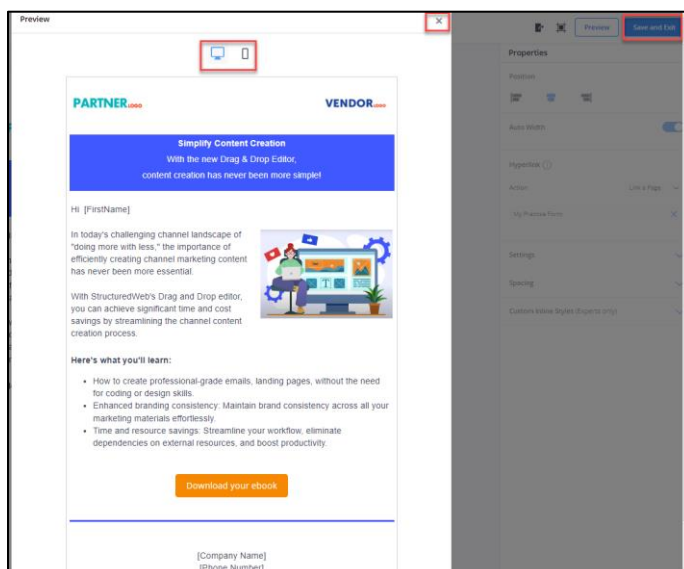 Preview
Preview
Save and Exit
Properties
PARTNER LOGO
VENDOR LOGO
Position
Simplify Content Creation
With the new Drag & Drop Editor,
content creation has never been more simple!
Auto Width
Hyperlink
Action
Link a Page
My Preview Form
Hi [FirstName]
In today's challenging channel landscape of
"doing more with less," the importance of
efficiently creating channel marketing content
has never been more essential.
Settings
Spacing
Custom Inline Styles (Experts only)
With StructuredWeb's Drag and Drop editor,
you can achieve significant time and cost
savings by streamlining the channel content
creation process.
Here's what you'll learn:
• How to create professional-grade emails, landing pages, without the need
for coding or design skills.
• Enhanced branding consistency: Maintain brand consistency across all your
marketing materials effortlessly.
• Time and resource savings: Streamline your workflow, eliminate
dependencies on external resources, and boost productivity.
Download your ebook
[Company Name]
[Phone Number]